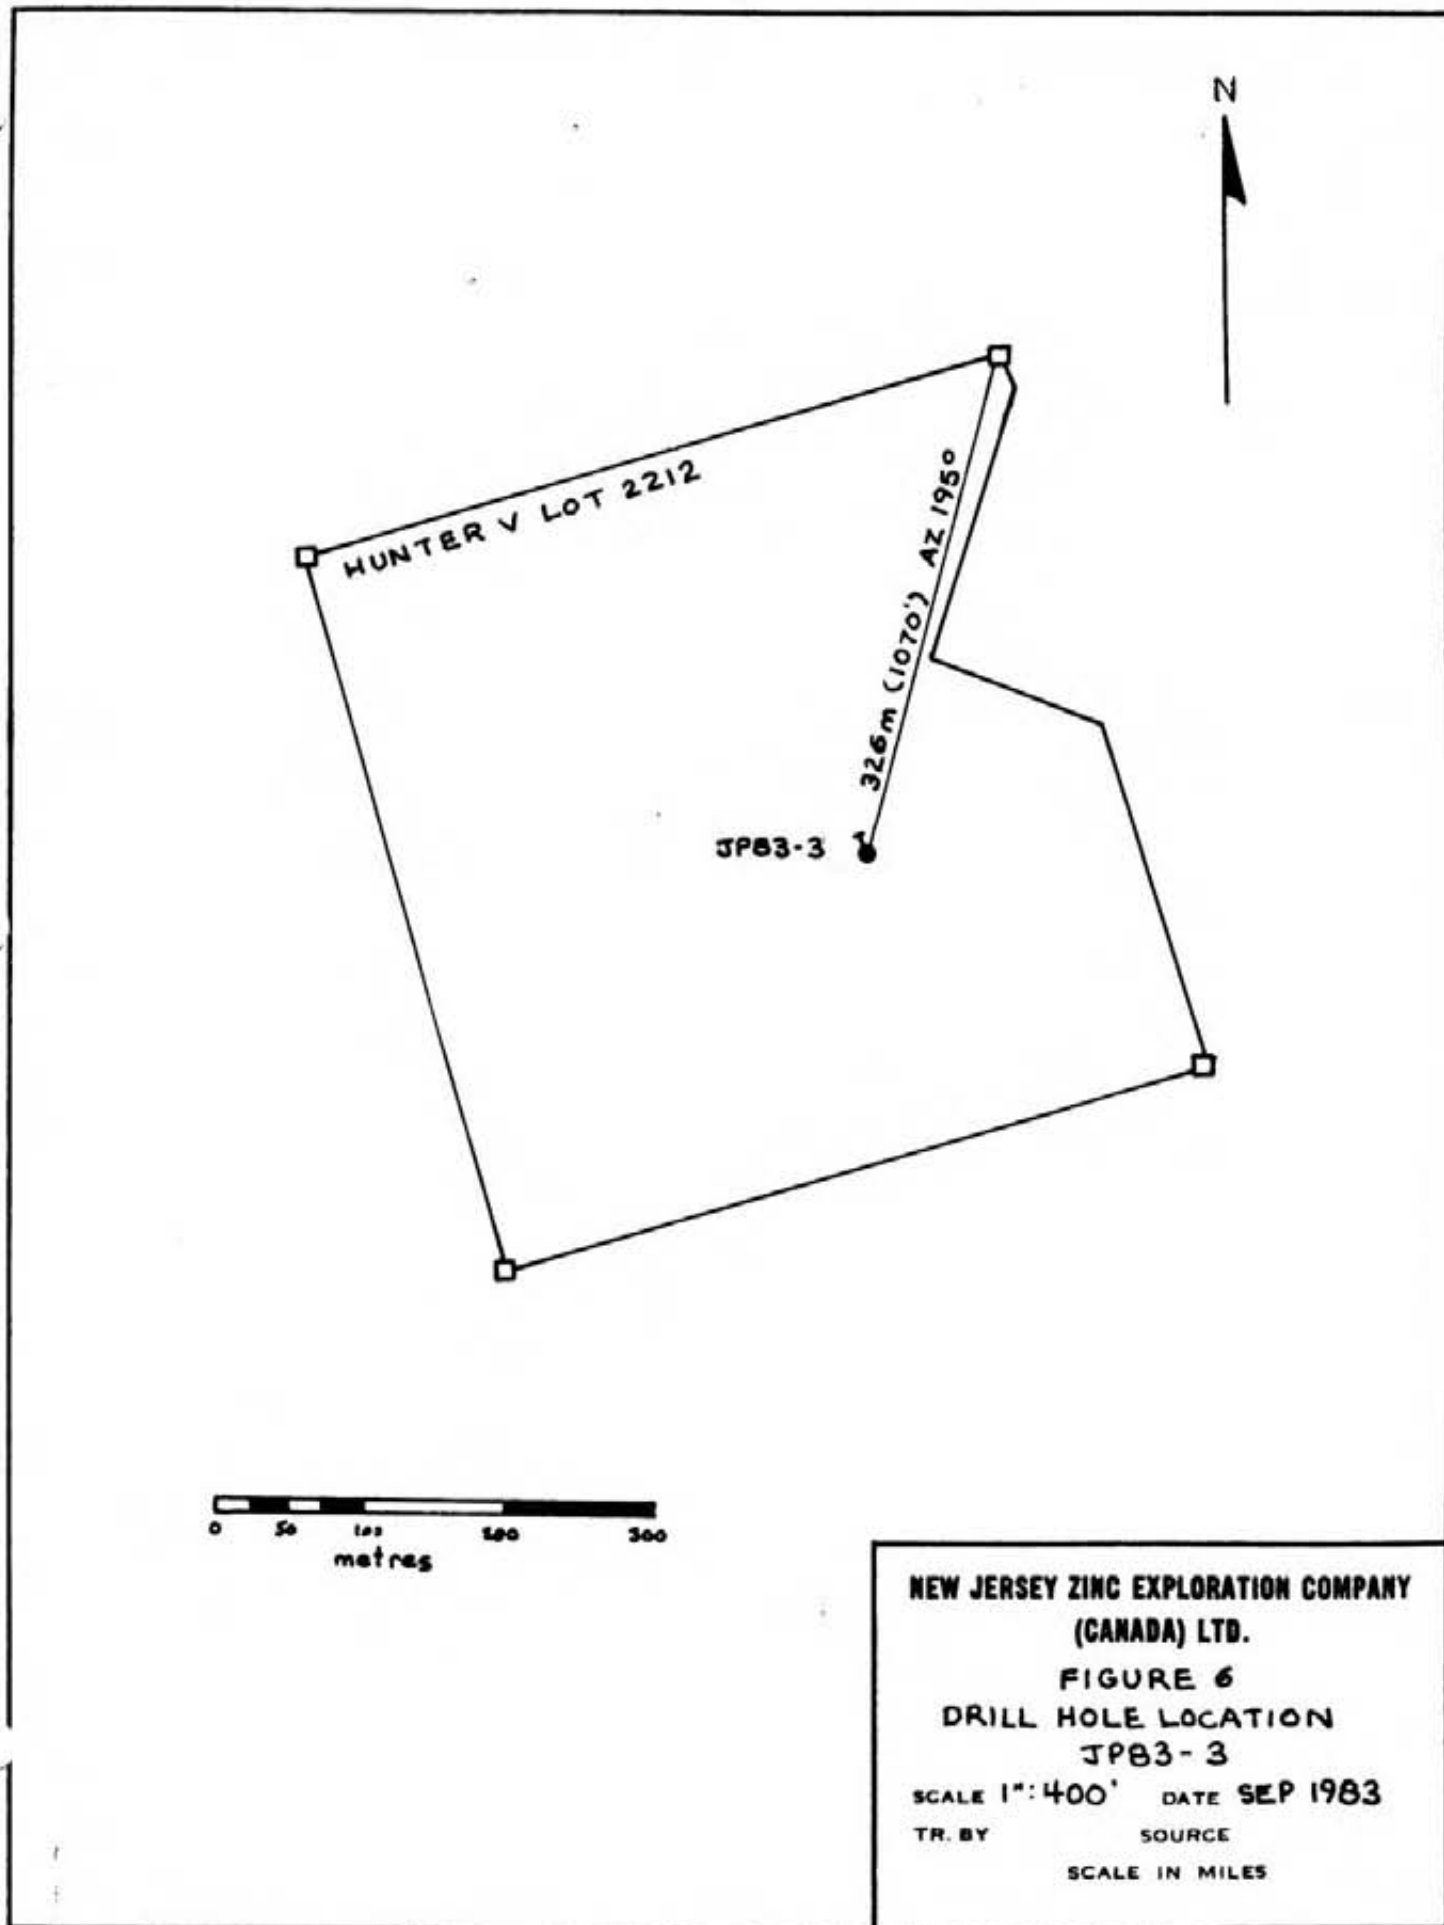 N
HUNTER V LOT 2212
326m (1070') AZ 195°
JP83-3
0 50 100 200 300
metres
NEW JERSEY ZINC EXPLORATION COMPANY
(CANADA) LTD.
FIGURE 6
DRILL HOLE LOCATION
JP83-3
SCALE 1":400' DATE SEP 1983
TR. BY SOURCE
SCALE IN MILES